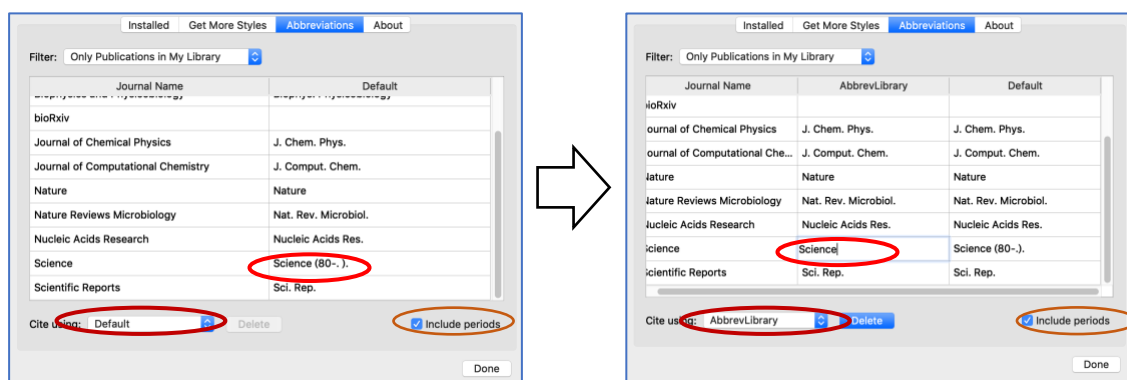 Installed Get More Styles Abbreviations About
Filter: Only Publications in My Library
Journal Name Default
bioRxiv
Journal of Chemical Physics J. Chem. Phys.
Journal of Computational Chemistry J. Comput. Chem.
Nature Nature
Nature Reviews Microbiology Nat. Rev. Microbiol.
Nucleic Acids Research Nucleic Acids Res.
Science Science (80-. ).
Scientific Reports Sci. Rep.
Cite using: Default Delete Include periods
Done
Installed Get More Styles Abbreviations About
Filter: Only Publications in My Library
Journal Name AbbrevLibrary Default
ioRxiv
ournal of Chemical Physics J. Chem. Phys. J. Chem. Phys.
ournal of Computational Che... J. Comput. Chem. J. Comput. Chem.
Nature Nature Nature
Nature Reviews Microbiology Nat. Rev. Microbiol. Nat. Rev. Microbiol.
Nucleic Acids Research Nucleic Acids Res. Nucleic Acids Res.
Science Science Science (80-.).
Scientific Reports Sci. Rep. Sci. Rep.
Cite using: AbbrevLibrary Delete Include periods
Done